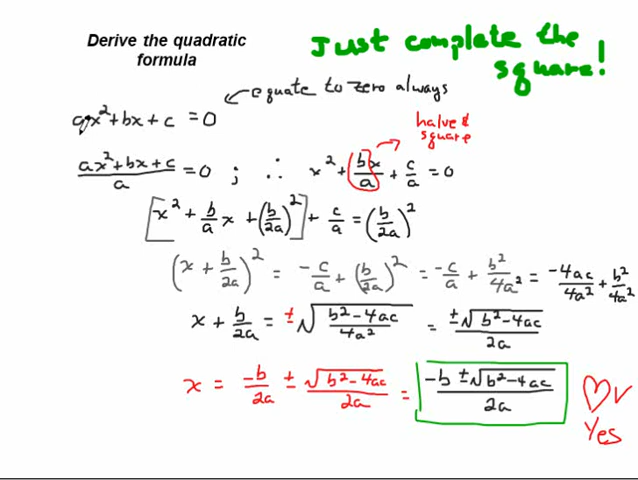 Derive the quadratic
formula
Just complete the
square!
equate to zero always
ax²+bx+c = 0
halve &
square
(ax²+bx+c)/a = 0 ; ∴ x² + bx/a + c/a = 0
[x² + b/a x + (b/2a)²] + c/a = (b/2a)²
(x + b/2a)² = -c/a + (b/2a)² = -c/a + b²/4a² = -4ac/4a² + b²/4a²
x + b/2a = ±√((b²-4ac)/4a²) = ±√(b²-4ac)/2a
x = -b/2a ± √(b²-4ac)/2a = (-b ±√(b²-4ac))/2a
Yes